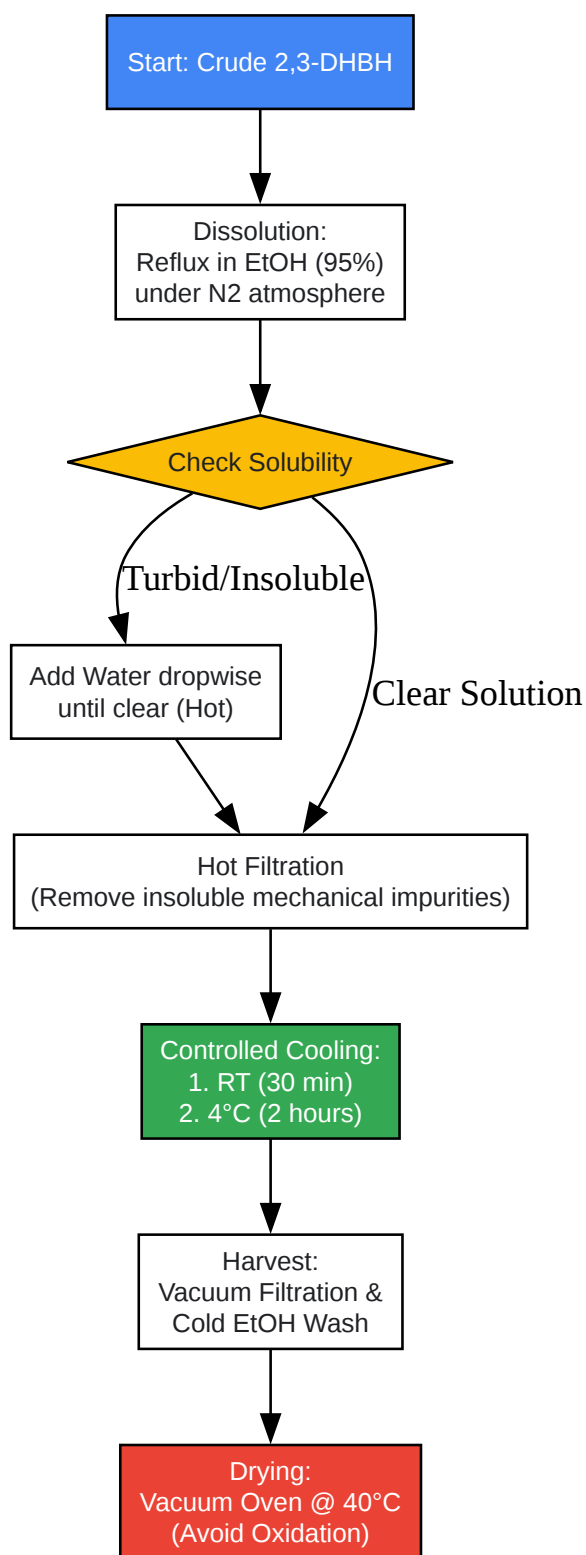 Start: Crude 2,3-DHBH
Dissolution:
Reflux in EtOH (95%)
under N2 atmosphere
Check Solubility
Turbid/Insoluble
Add Water dropwise
until clear (Hot)
Clear Solution
Hot Filtration
(Remove insoluble mechanical impurities)
Controlled Cooling:
1. RT (30 min)
2. 4°C (2 hours)
Harvest:
Vacuum Filtration &
Cold EtOH Wash
Drying:
Vacuum Oven @ 40°C
(Avoid Oxidation)